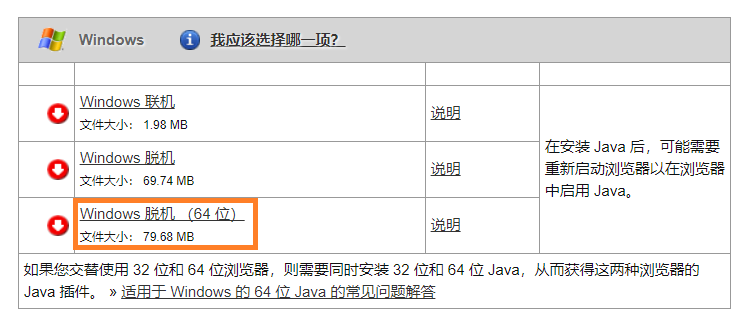 Windows 我应该选择哪一项?
Windows 联机
文件大小: 1.98 MB
说明
Windows 脱机
文件大小: 69.74 MB
说明
Windows 脱机 （64 位）
文件大小: 79.68 MB
说明
在安装 Java 后，可能需要
重新启动浏览器以在浏览器
中启用 Java。
如果您交替使用 32 位和 64 位浏览器，则需要同时安装 32 位和 64 位 Java，从而获得这两种浏览器的
Java 插件。 » 适用于 Windows 的 64 位 Java 的常见问题解答